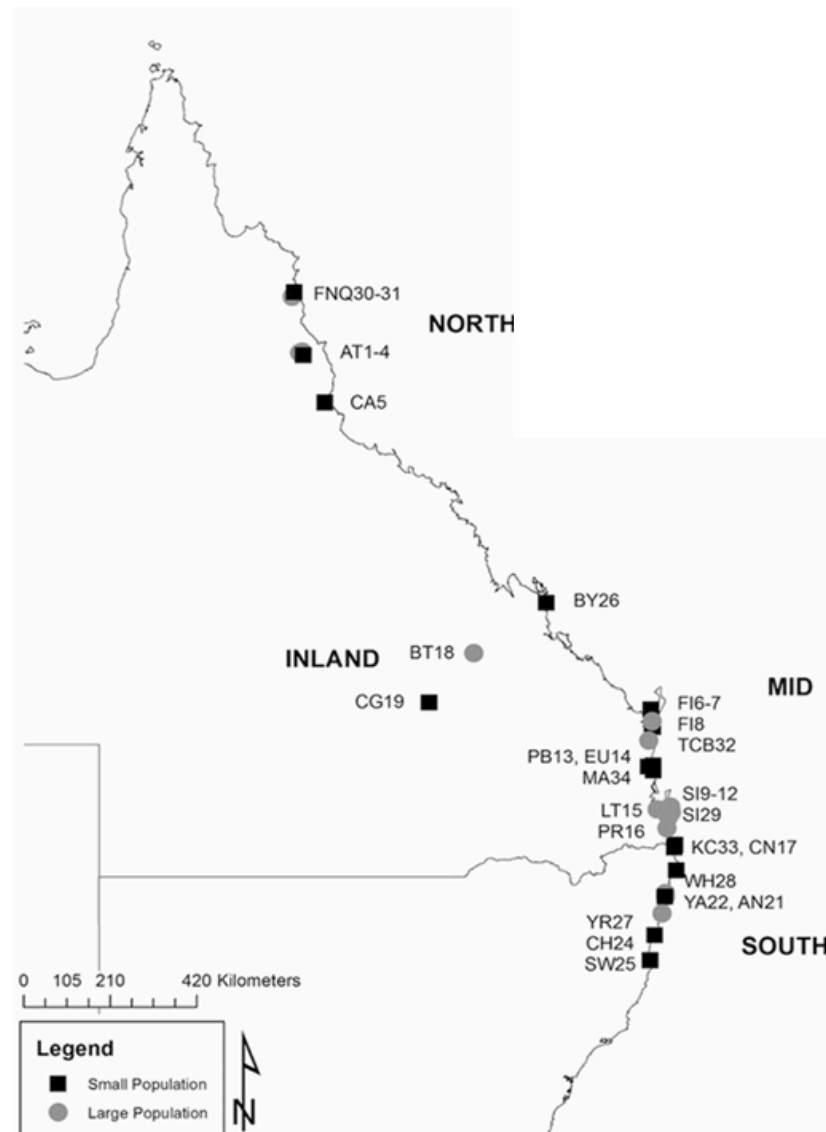 FNQ30-31
NORTH
AT1-4
CA5
BY26
INLAND
BT18
CG19
MID
FI6-7
FI8
TCB32
PB13, EU14
MA34
SI9-12
LT15
SI29
PR16
KC33, CN17
WH28
YA22, AN21
YR27
CH24
SW25
SOUTH
0 105 210 420 Kilometers
Legend
Small Population
Large Population
N